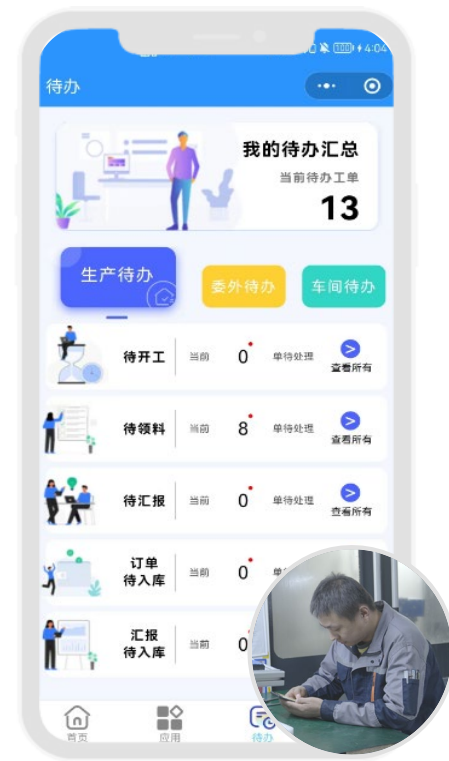 100 4:04
待办
我的待办汇总
当前待办工单
13
生产待办
委外待办
车间待办
待开工 当前 0 单待处理
查看所有
待领料 当前 8 单待处理
查看所有
待汇报 当前 0 单待处理
查看所有
订单
待入库 当前 0
汇报
待入库 当前 0
首页 应用 待办